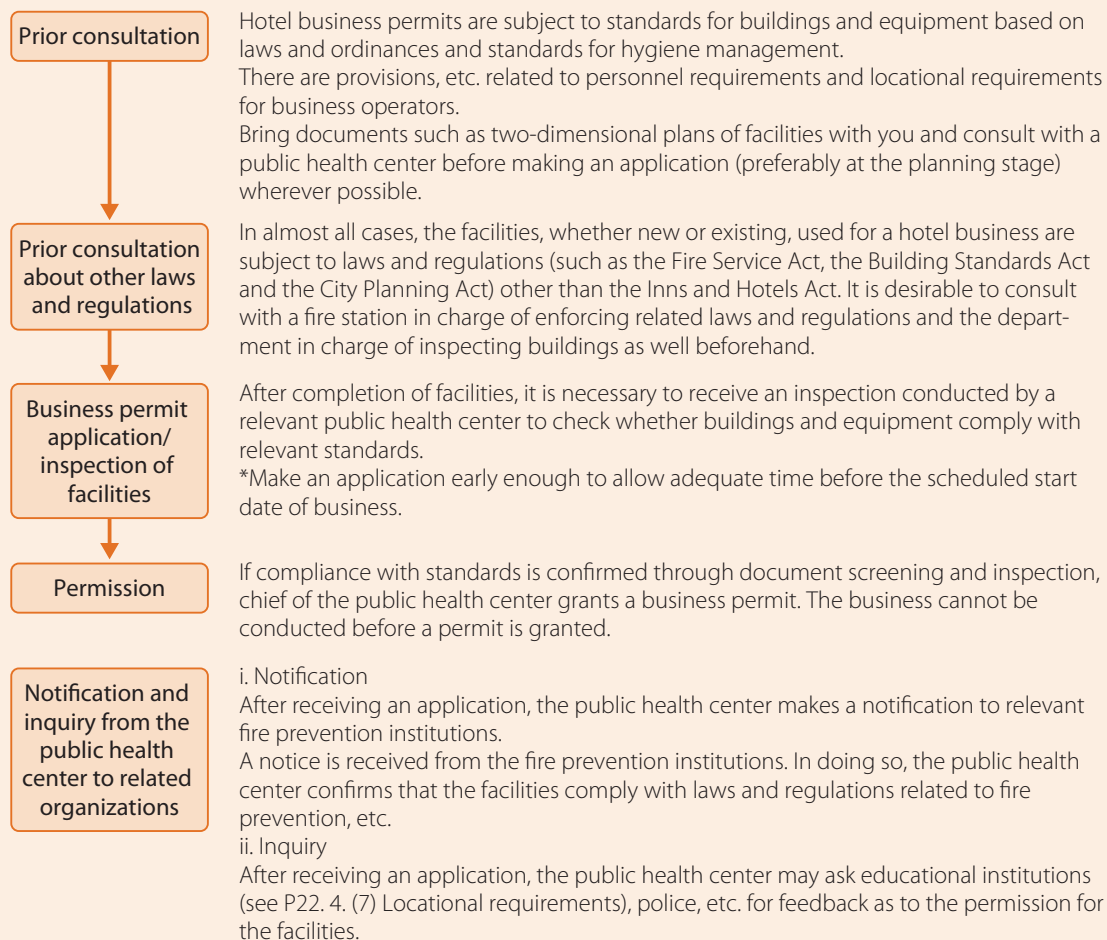 Prior consultation
Hotel business permits are subject to standards for buildings and equipment based on
laws and ordinances and standards for hygiene management.
There are provisions, etc. related to personnel requirements and locational requirements
for business operators.
Bring documents such as two-dimensional plans of facilities with you and consult with a
public health center before making an application (preferably at the planning stage)
wherever possible.
Prior consultation
about other laws
and regulations
In almost all cases, the facilities, whether new or existing, used for a hotel business are
subject to laws and regulations (such as the Fire Service Act, the Building Standards Act
and the City Planning Act) other than the Inns and Hotels Act. It is desirable to consult
with a fire station in charge of enforcing related laws and regulations and the depart-
ment in charge of inspecting buildings as well beforehand.
Business permit
application/
inspection of
facilities
After completion of facilities, it is necessary to receive an inspection conducted by a
relevant public health center to check whether buildings and equipment comply with
relevant standards.
*Make an application early enough to allow adequate time before the scheduled start
date of business.
Permission
If compliance with standards is confirmed through document screening and inspection,
chief of the public health center grants a business permit. The business cannot be
conducted before a permit is granted.
Notification and
inquiry from the
public health
center to related
organizations
i. Notification
After receiving an application, the public health center makes a notification to relevant
fire prevention institutions.
A notice is received from the fire prevention institutions. In doing so, the public health
center confirms that the facilities comply with laws and regulations related to fire
prevention, etc.
ii. Inquiry
After receiving an application, the public health center may ask educational institutions
(see P22. 4. (7) Locational requirements), police, etc. for feedback as to the permission for
the facilities.